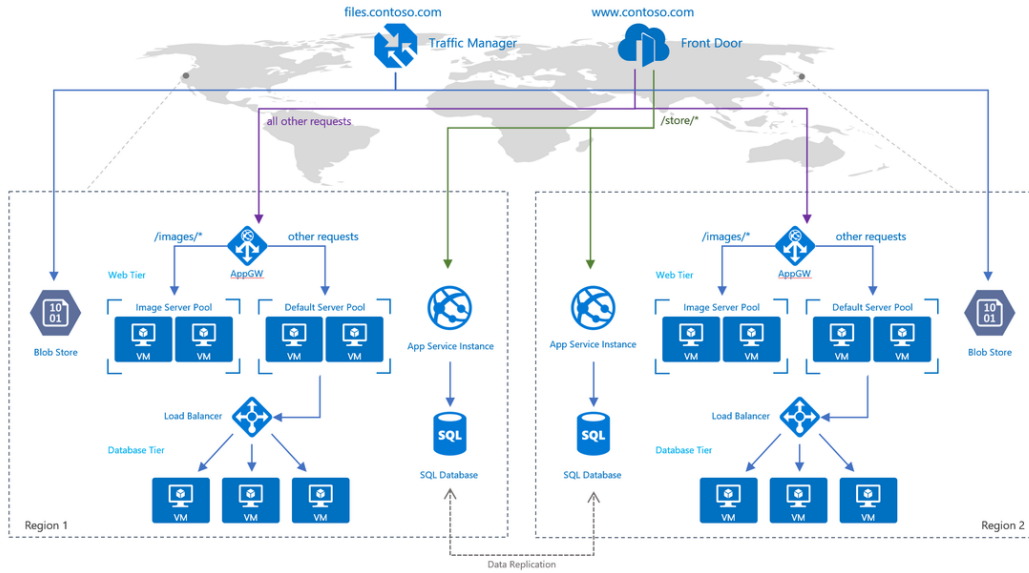 files.contoso.com
www.contoso.com
Traffic Manager
Front Door
all other requests
/store/*
/images/*
other requests
AppGW
Web Tier
Image Server Pool
Default Server Pool
VM
VM
VM
VM
10
01
Blob Store
App Service Instance
Load Balancer
SQL
SQL Database
Database Tier
VM
VM
VM
Region 1
/images/*
other requests
AppGW
Web Tier
Image Server Pool
Default Server Pool
VM
VM
VM
VM
10
01
Blob Store
App Service Instance
Load Balancer
SQL
SQL Database
Database Tier
VM
VM
VM
Region 2
Data Replication